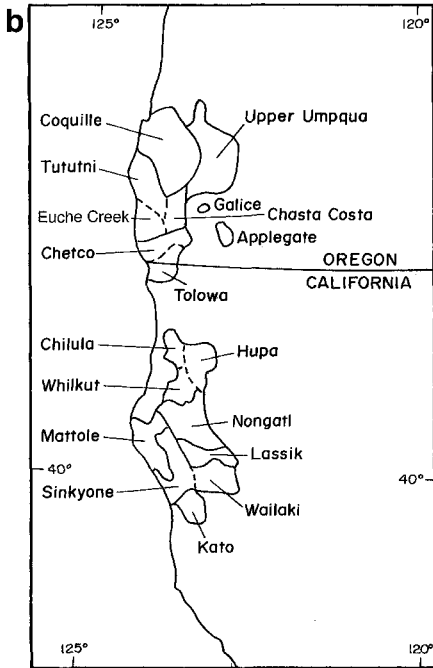 b
125°
120°
Coquille
Upper Umpqua
Tututni
Galice
Euche Creek
Chasta Costa
Applegate
Chetco
OREGON
CALIFORNIA
Tolowa
Chilula
Hupa
Whilkut
Nongatl
Mattole
Lassik
40°
40°
Sinkyone
Wailaki
Kato
125°
120°